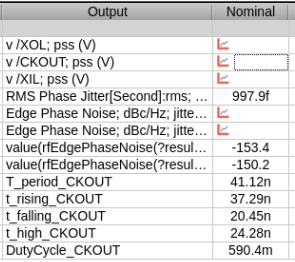 Output Nominal
v /XOL; pss (V)
v /CKOUT; pss (V)
v /XIL; pss (V)
RMS Phase Jitter[Second]:rms; ... 997.9f
Edge Phase Noise; dBc/Hz; jitte...
Edge Phase Noise; dBc/Hz; jitte...
value(rfEdgePhaseNoise(?resul... -153.4
value(rfEdgePhaseNoise(?resul... -150.2
T_period_CKOUT 41.12n
t_rising_CKOUT 37.29n
t_falling_CKOUT 20.45n
t_high_CKOUT 24.28n
DutyCycle_CKOUT 590.4m